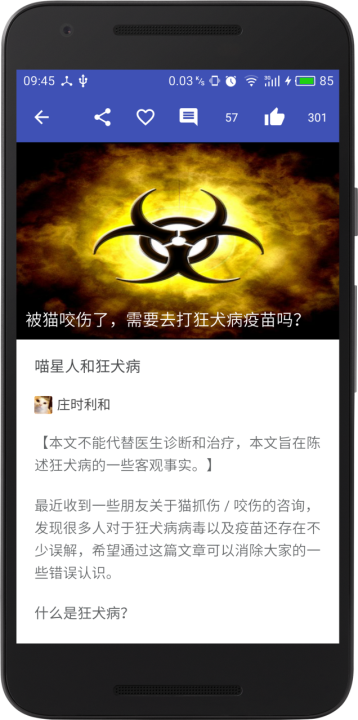 09:45 0.03 K/s 85
57 301
被猫咬伤了，需要去打狂犬病疫苗吗？
喵星人和狂犬病
庄时利和
【本文不能代替医生诊断和治疗，本文旨在陈
述狂犬病的一些客观事实。】
最近收到一些朋友关于猫抓伤 / 咬伤的咨询，
发现很多人对于狂犬病病毒以及疫苗还存在不
少误解，希望通过这篇文章可以消除大家的一
些错误认识。
什么是狂犬病？